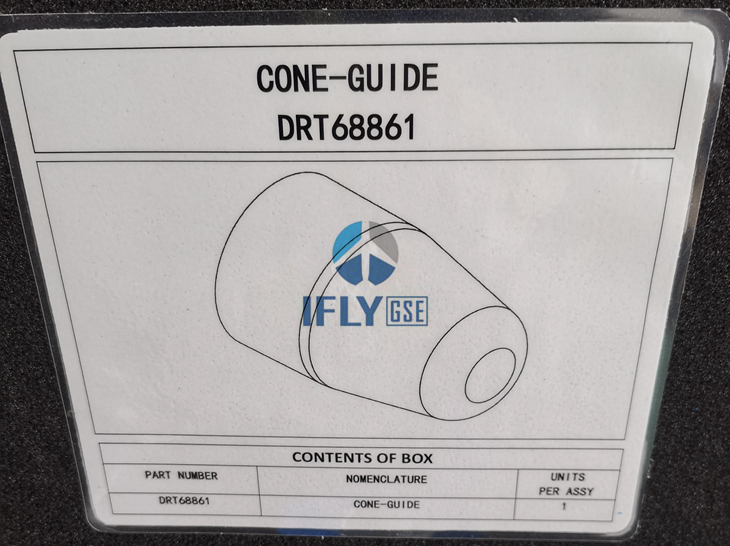 CONE-GUIDE
DRT68861
IFLY GSE
CONTENTS OF BOX
PART NUMBER NOMENCLATURE UNITS PER ASSY
DRT68861 CONE-GUIDE 1